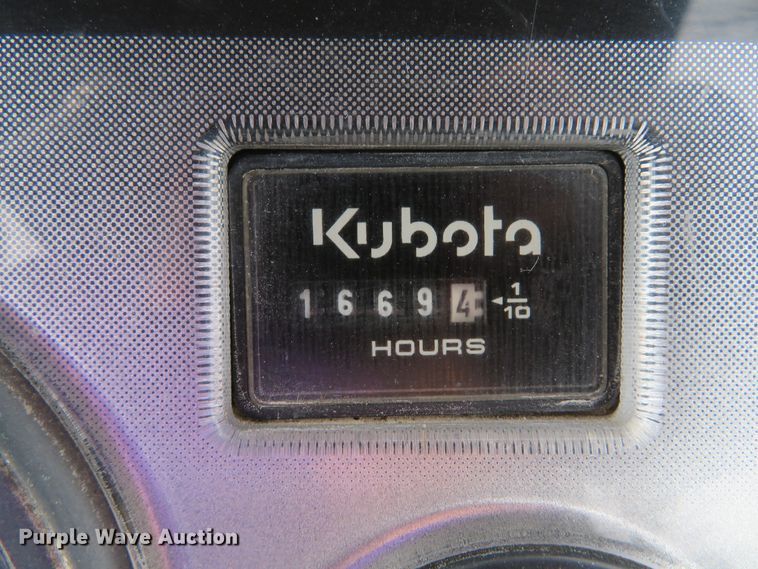 Kubota
1 6 6 9 4 ◄ 1/10
HOURS
Purple Wave Auction